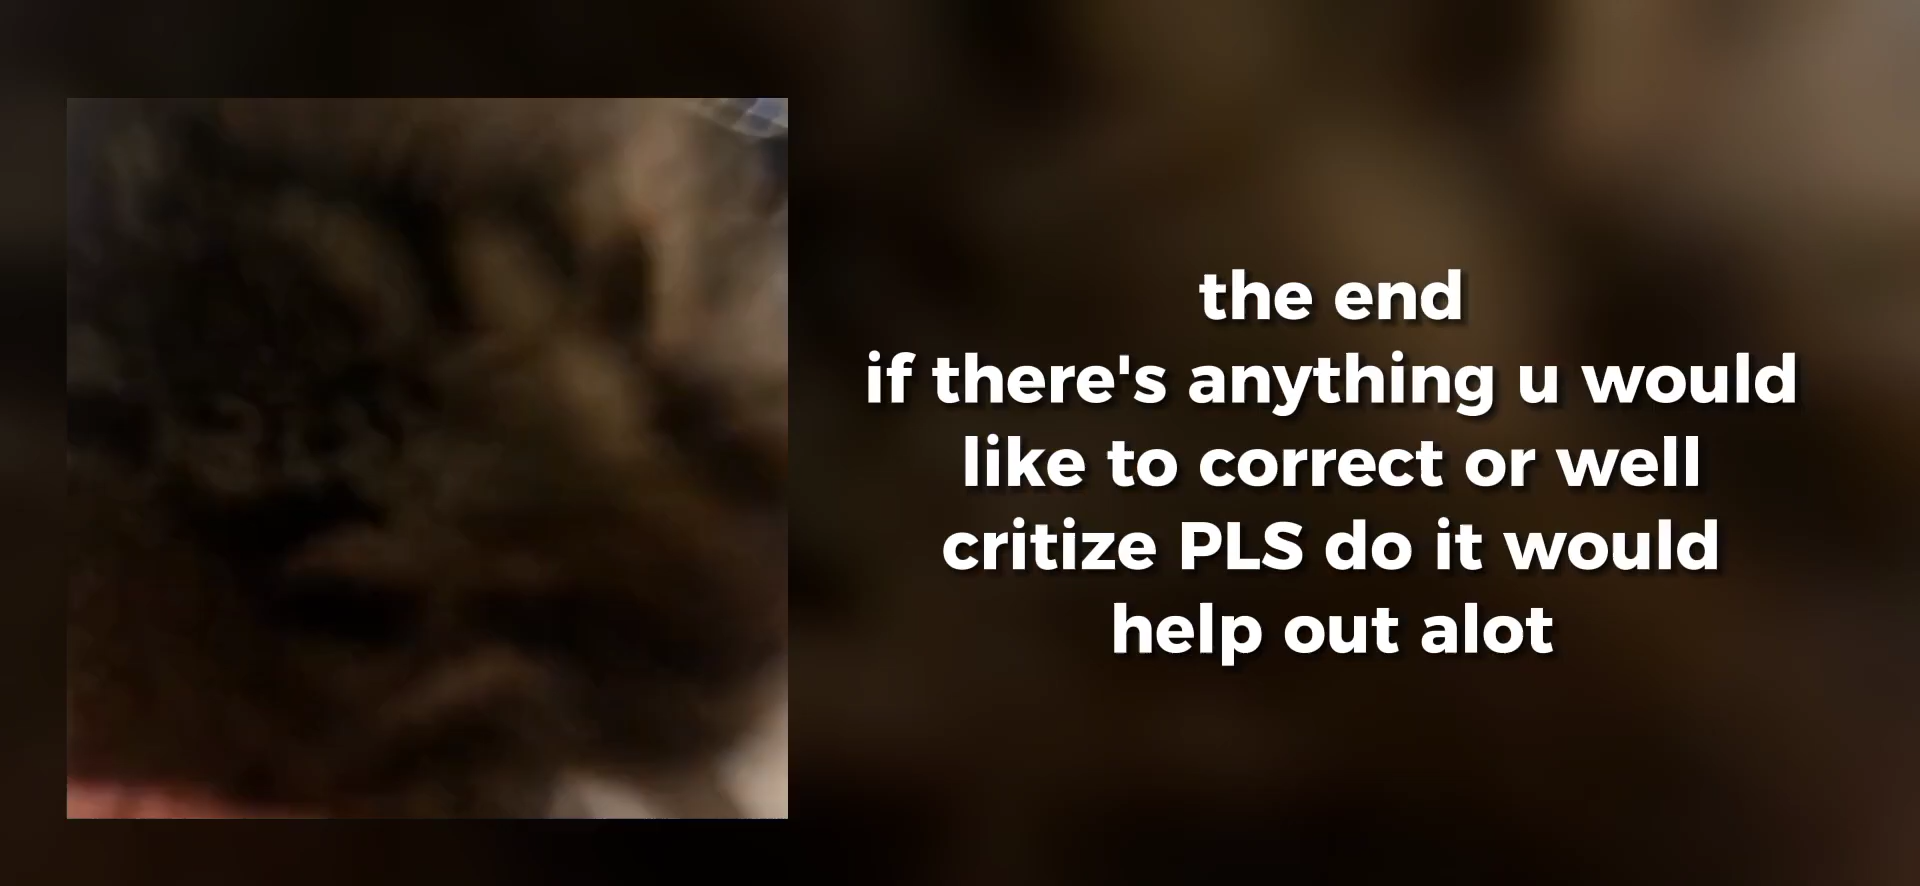 the end
if there's anything u would
like to correct or well
critize PLS do it would
help out alot